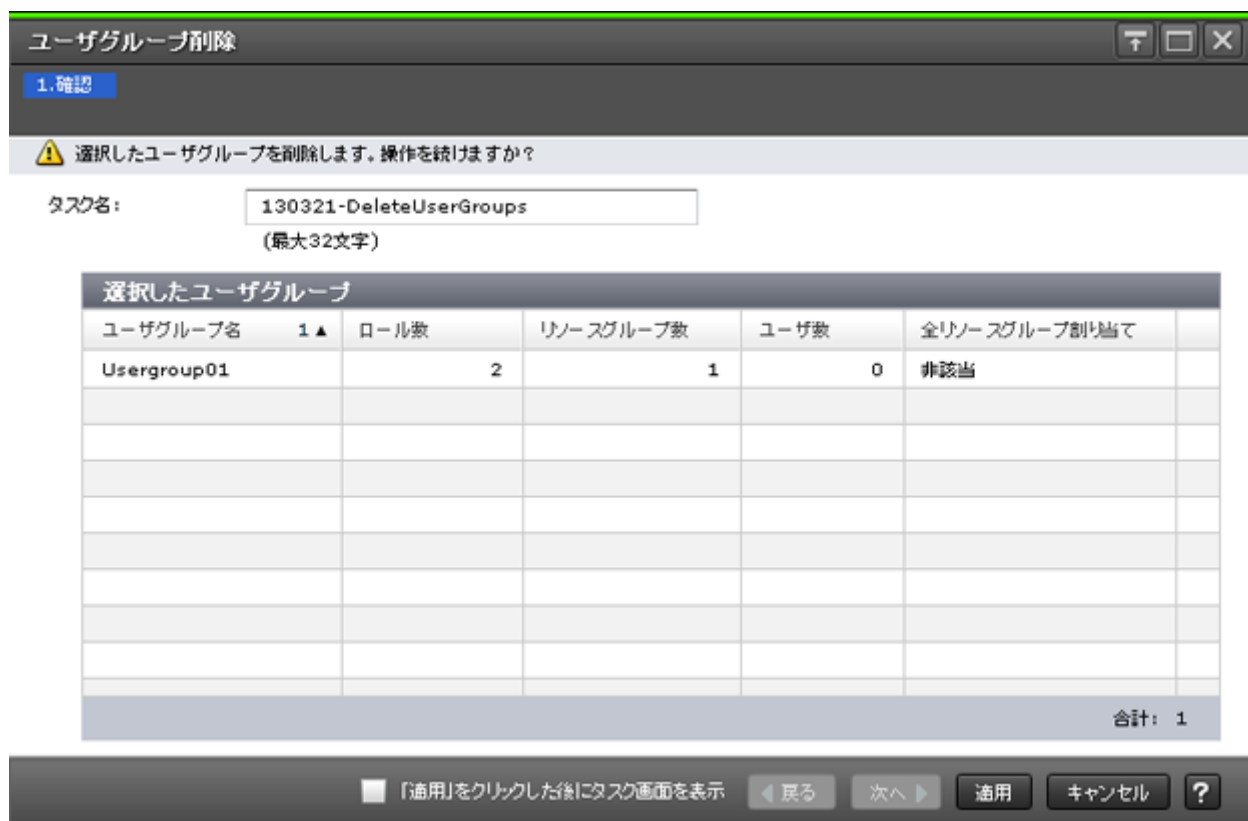 ユーザグループ削除
1.確認
選択したユーザグループを削除します。操作を続けますか?
タスク名: 130321-DeleteUserGroups
(最大32文字)
選択したユーザグループ
ユーザグループ名 1▲ ロール数 リソースグループ数 ユーザ数 全リソースグループ割り当て
Usergroup01 2 1 0 非該当
合計: 1
「適用」をクリックした後にタスク画面を表示 ◀戻る 次へ▶ 適用 キャンセル ?